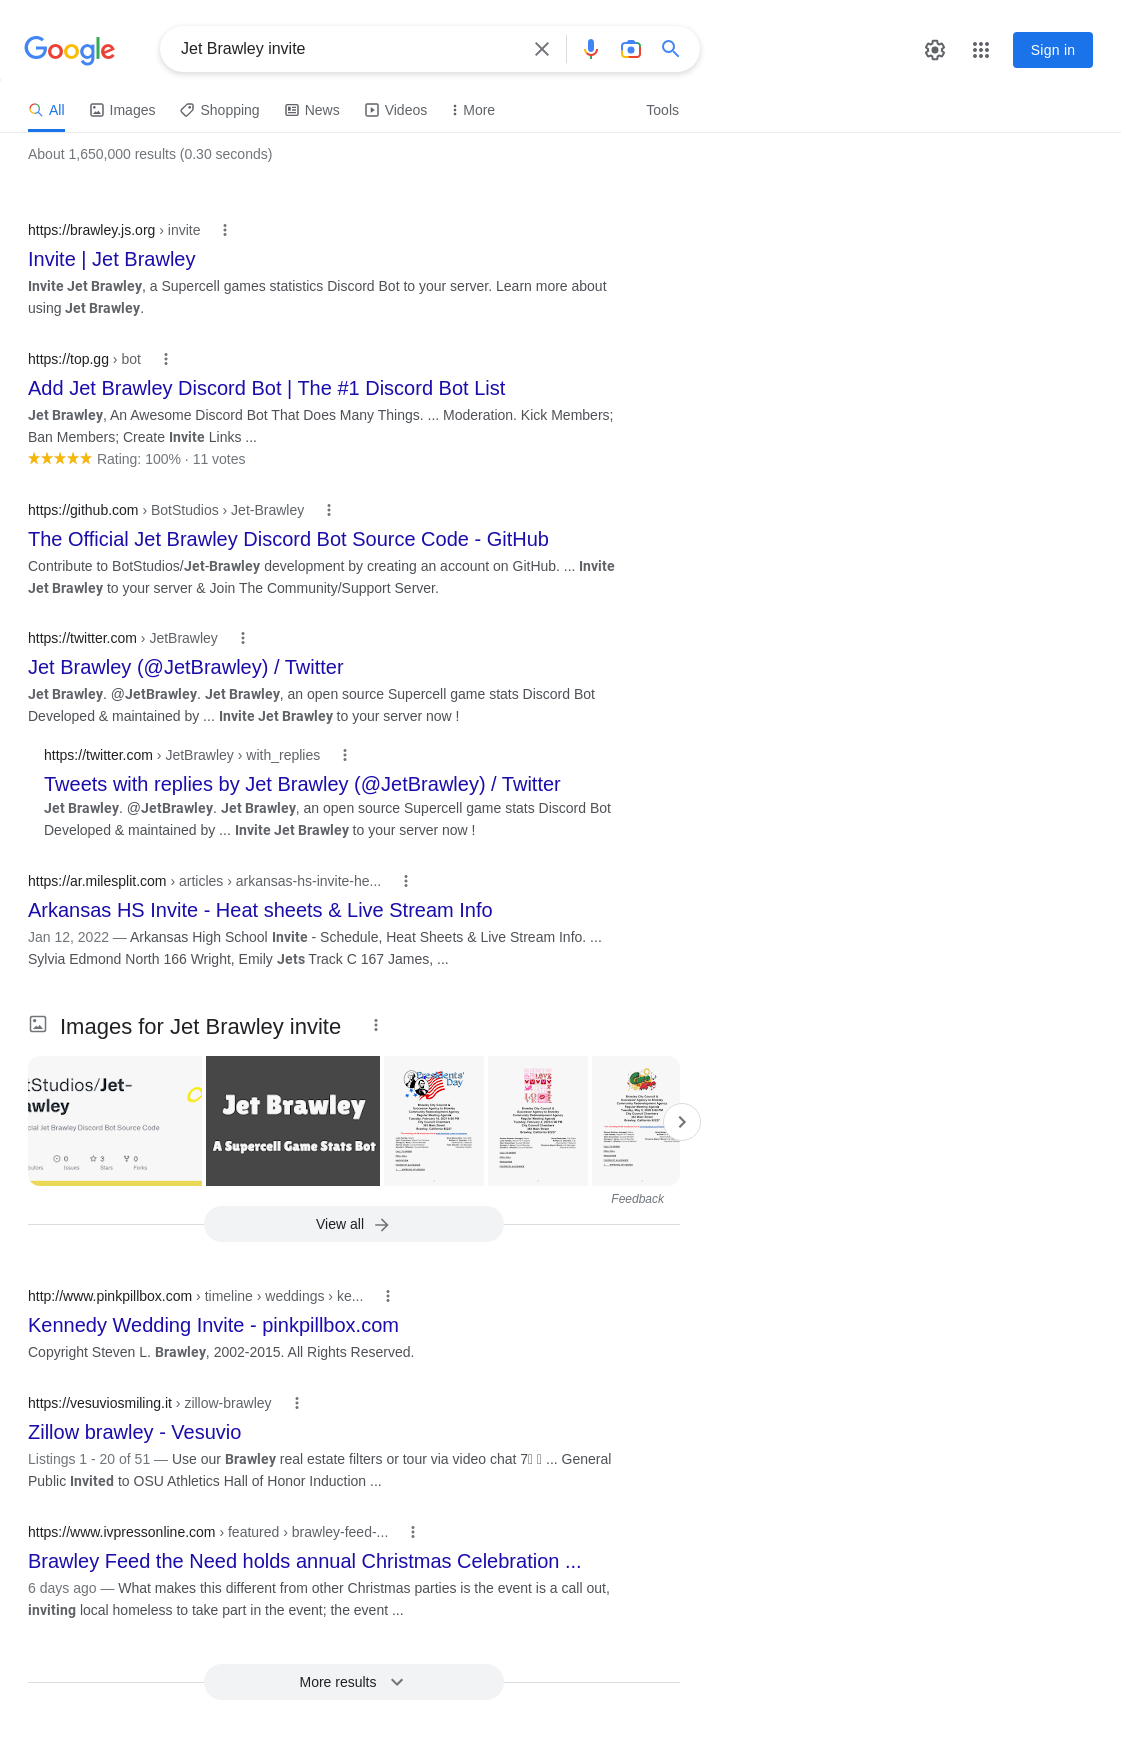 Google
Jet Brawley invite
Sign in
All Images Shopping News Videos More Tools
About 1,650,000 results (0.30 seconds)
https://brawley.js.org › invite
Invite | Jet Brawley
Invite Jet Brawley, a Supercell games statistics Discord Bot to your server. Learn more about
using Jet Brawley.
https://top.gg › bot
Add Jet Brawley Discord Bot | The #1 Discord Bot List
Jet Brawley, An Awesome Discord Bot That Does Many Things. ... Moderation. Kick Members;
Ban Members; Create Invite Links ...
Rating: 100% · 11 votes
https://github.com › BotStudios › Jet-Brawley
The Official Jet Brawley Discord Bot Source Code - GitHub
Contribute to BotStudios/Jet-Brawley development by creating an account on GitHub. ... Invite
Jet Brawley to your server & Join The Community/Support Server.
https://twitter.com › JetBrawley
Jet Brawley (@JetBrawley) / Twitter
Jet Brawley. @JetBrawley. Jet Brawley, an open source Supercell game stats Discord Bot
Developed & maintained by ... Invite Jet Brawley to your server now !
https://twitter.com › JetBrawley › with_replies
Tweets with replies by Jet Brawley (@JetBrawley) / Twitter
Jet Brawley. @JetBrawley. Jet Brawley, an open source Supercell game stats Discord Bot
Developed & maintained by ... Invite Jet Brawley to your server now !
https://ar.milesplit.com › articles › arkansas-hs-invite-he...
Arkansas HS Invite - Heat sheets & Live Stream Info
Jan 12, 2022 — Arkansas High School Invite - Schedule, Heat Sheets & Live Stream Info. ...
Sylvia Edmond North 166 Wright, Emily Jets Track C 167 James, ...
Images for Jet Brawley invite
tStudios/Jet-
awley
cial Jet Brawley Discord Bot Source Code
0 0 3 0
utors Issues Stars Forks
Jet Brawley
A Supercell Game Stats Bot
Presidents'
Day
LOVE
Feedback
View all
http://www.pinkpillbox.com › timeline › weddings › ke...
Kennedy Wedding Invite - pinkpillbox.com
Copyright Steven L. Brawley, 2002-2015. All Rights Reserved.
https://vesuviosmiling.it › zillow-brawley
Zillow brawley - Vesuvio
Listings 1 - 20 of 51 — Use our Brawley real estate filters or tour via video chat 7 ... General
Public Invited to OSU Athletics Hall of Honor Induction ...
https://www.ivpressonline.com › featured › brawley-feed-...
Brawley Feed the Need holds annual Christmas Celebration ...
6 days ago — What makes this different from other Christmas parties is the event is a call out,
inviting local homeless to take part in the event; the event ...
More results